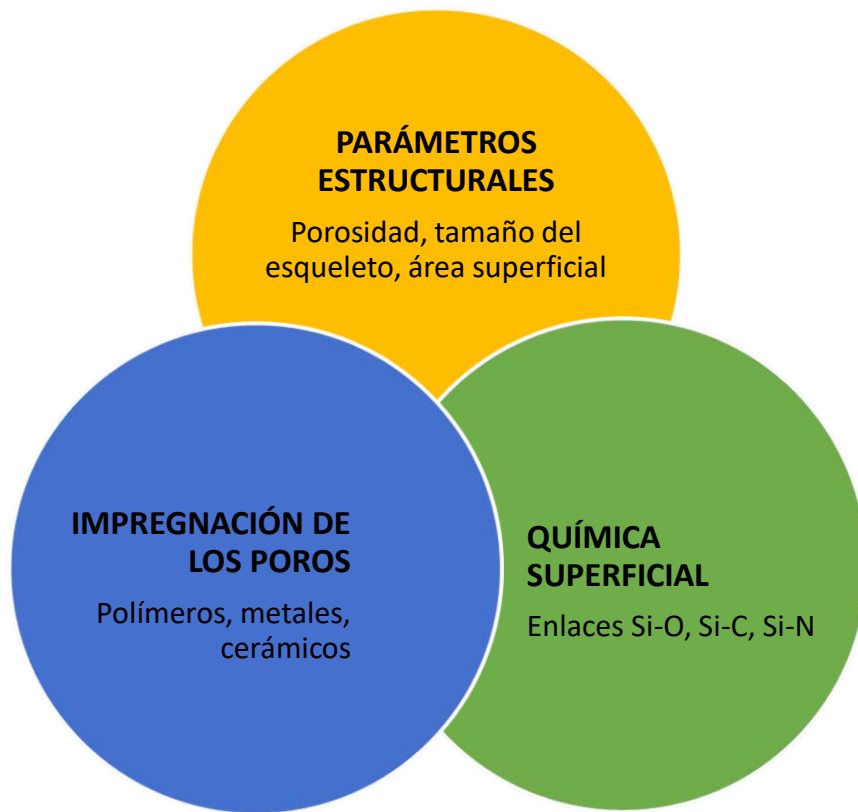 PARÁMETROS
ESTRUCTURALES
Porosidad, tamaño del
esqueleto, área superficial
IMPREGNACIÓN DE
LOS POROS
Polímeros, metales,
cerámicos
QUÍMICA
SUPERFICIAL
Enlaces Si-O, Si-C, Si-N